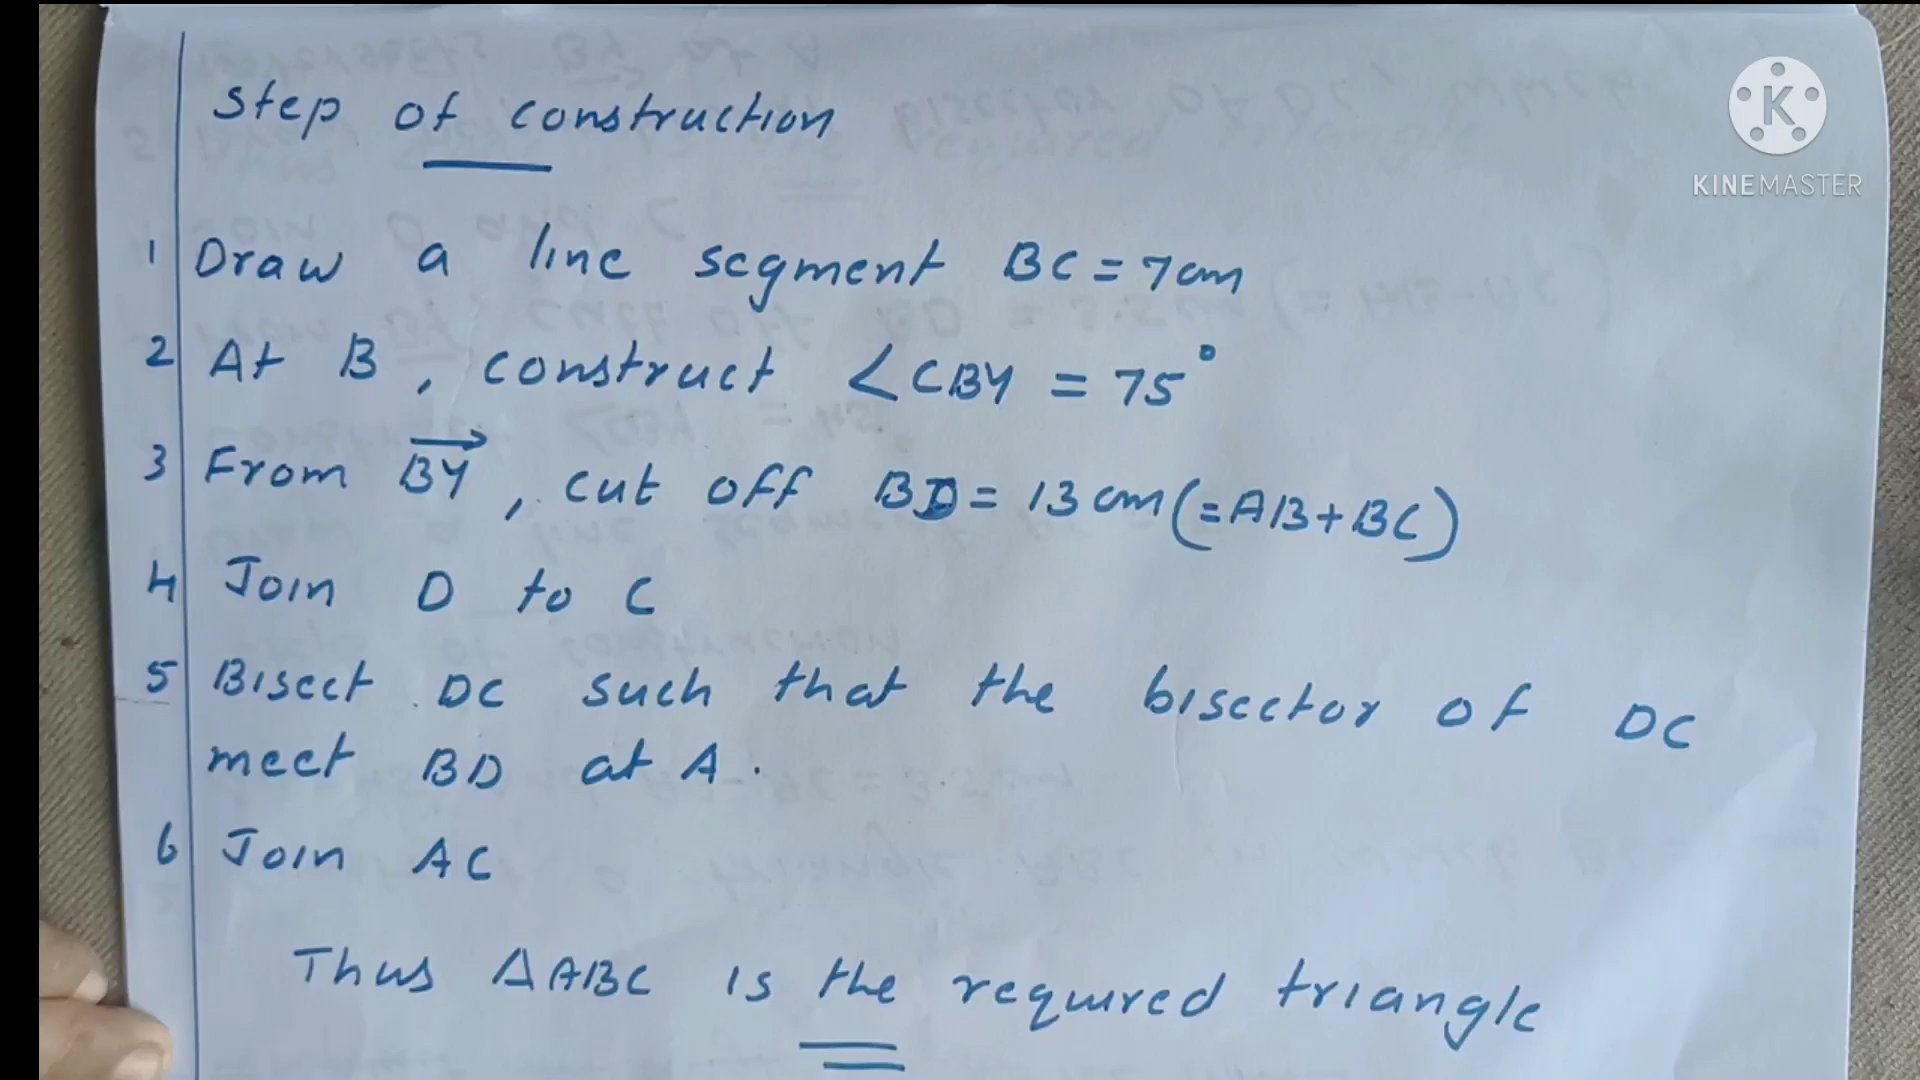 Step of construction
KINEMASTER
1 Draw a line segment BC = 7cm
2 At B, construct ∠CBY = 75°
3 From BY→, cut off BD = 13 cm (= AB + BC)
4 Join D to C
5 Bisect DC such that the bisector of DC
meet BD at A.
6 Join AC
Thus ΔABC is the required triangle